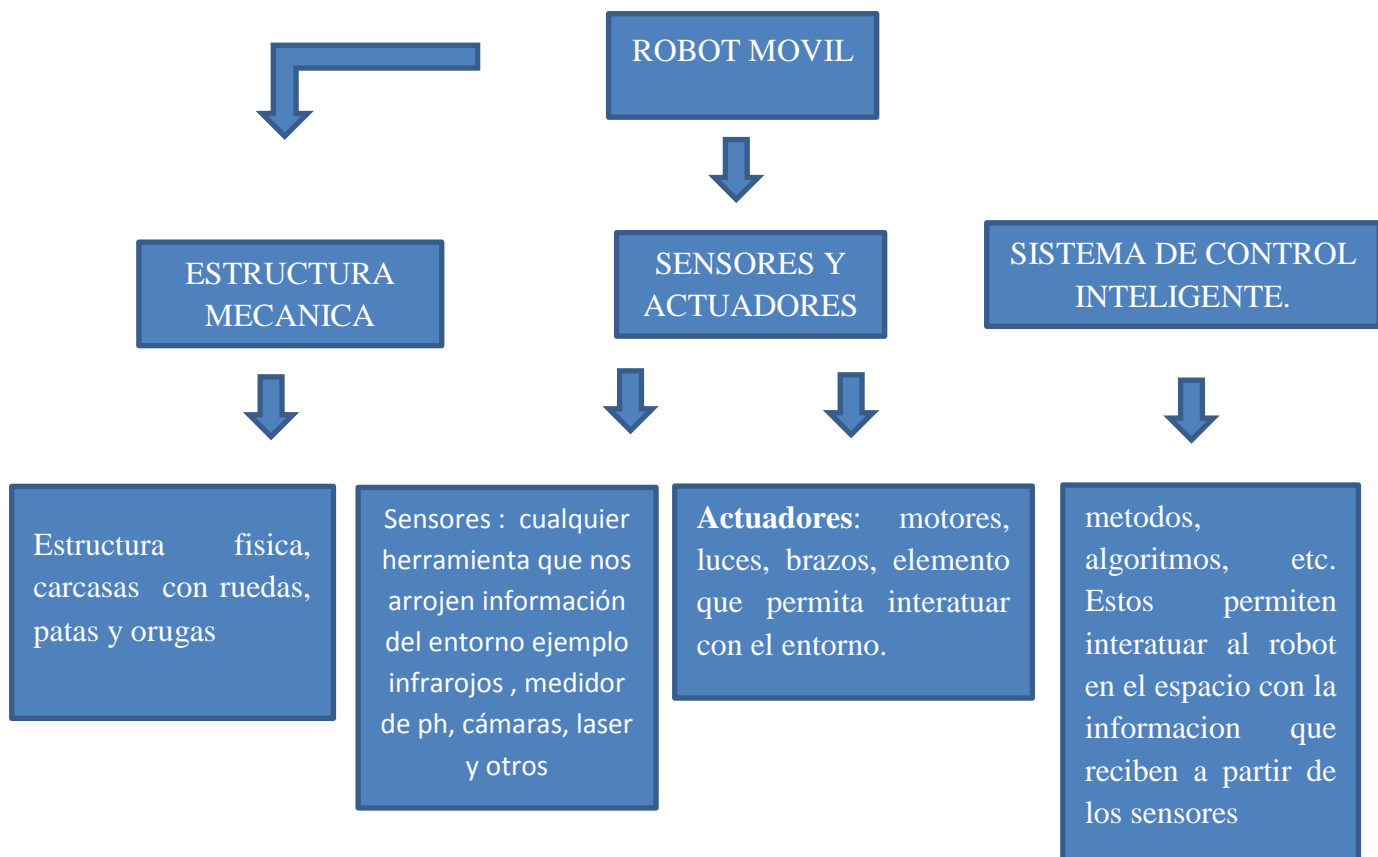 ROBOT MOVIL
ESTRUCTURA
MECANICA
SENSORES Y
ACTUADORES
SISTEMA DE CONTROL
INTELIGENTE.
Estructura fisica,
carcasas con ruedas,
patas y orugas
Sensores : cualquier
herramienta que nos
arrojen información
del entorno ejemplo
infrarojos , medidor
de ph, cámaras, laser
y otros
Actuadores: motores,
luces, brazos, elemento
que permita interatuar
con el entorno.
metodos,
algoritmos, etc.
Estos permiten
interatuar al robot
en el espacio con la
informacion que
reciben a partir de
los sensores